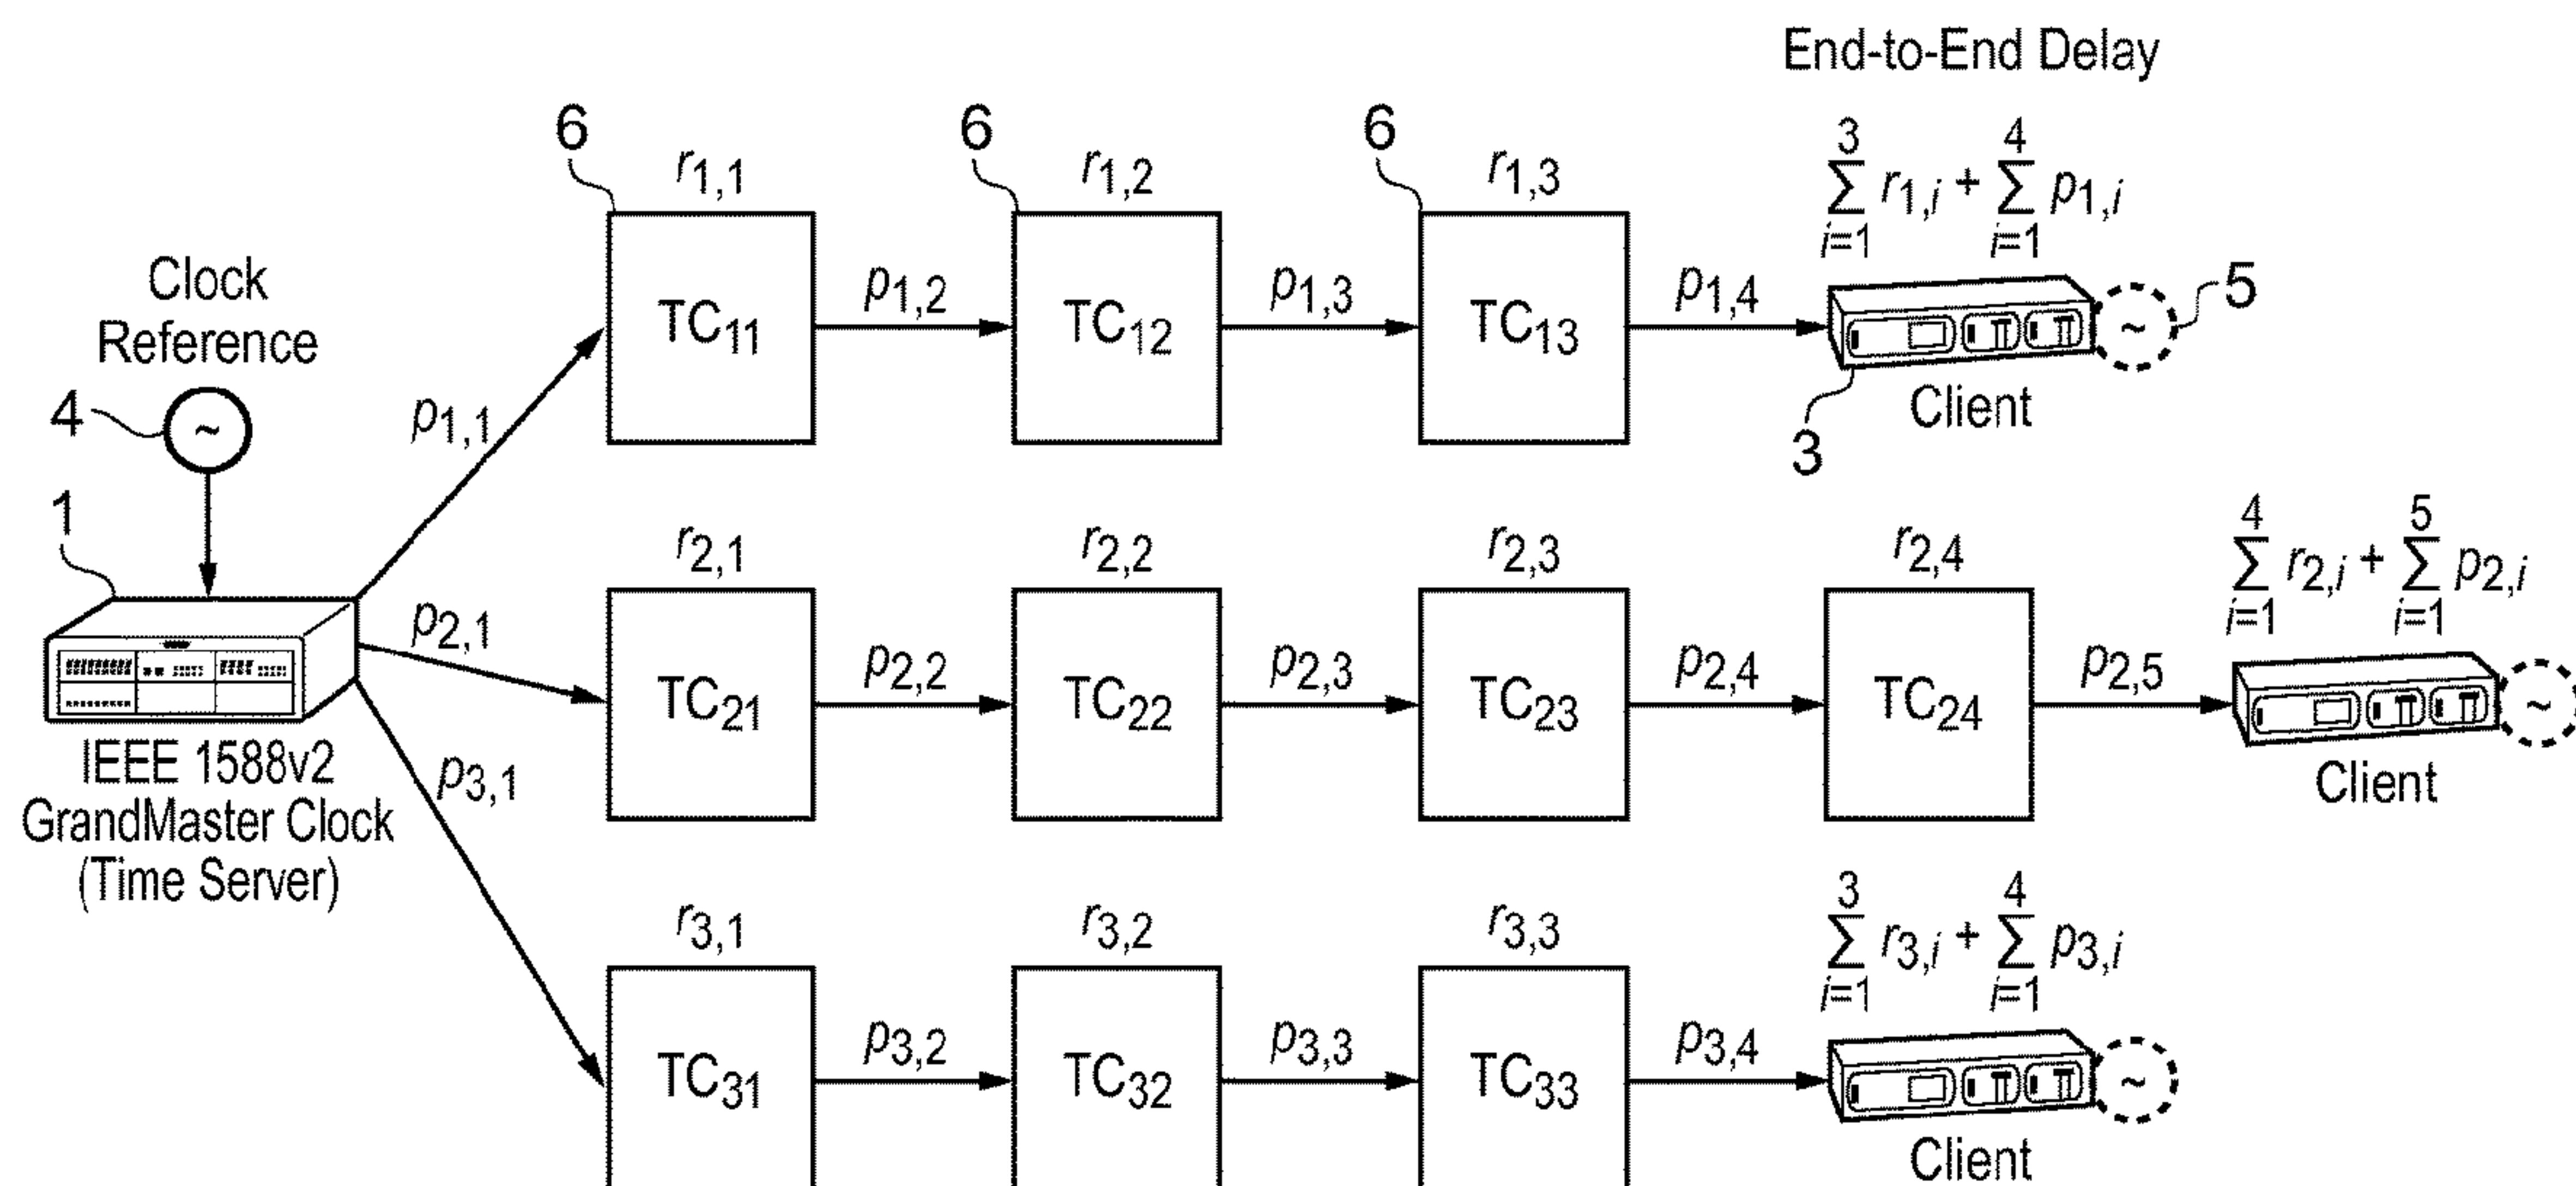 End-to-End Delay
6 6 6
r1,1 r1,2 r1,3
3 4
∑ r1,i + ∑ p1,i
i=1 i=1
Clock
Reference
4
~
p1,1
TC11 p1,2 TC12 p1,3 TC13 p1,4
~ 5
Client
3
1
r2,1 r2,2 r2,3 r2,4
4 5
∑ r2,i + ∑ p2,i
i=1 i=1
p2,1
TC21 p2,2 TC22 p2,3 TC23 p2,4 TC24 p2,5
~
Client
IEEE 1588v2
GrandMaster Clock
(Time Server)
p3,1
r3,1 r3,2 r3,3
3 4
∑ r3,i + ∑ p3,i
i=1 i=1
TC31 p3,2 TC32 p3,3 TC33 p3,4
~
Client